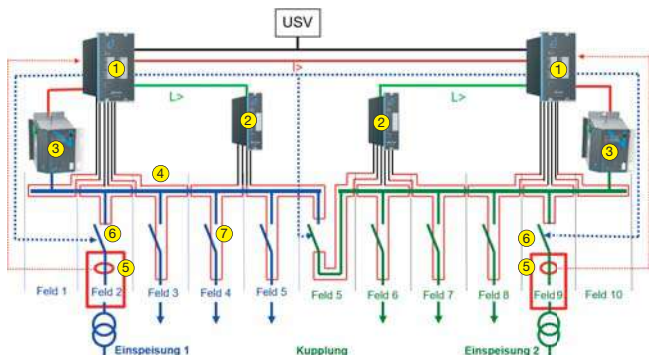 USV
1
I>
1
L>
L>
2
2
3
3
4
6
7
6
5
5
Feld 1
Feld 2
Feld 3
Feld 4
Feld 5
Feld 5
Feld 6
Feld 7
Feld 8
Feld 9
Feld 10
Einspeisung 1
Kupplung
Einspeisung 2